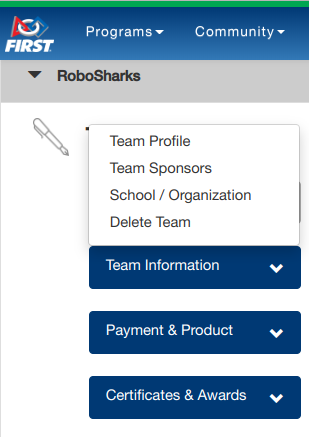 FIRST
Programs
Community
RoboSharks
Team Profile
Team Sponsors
School / Organization
Delete Team
Team Information
Payment & Product
Certificates & Awards